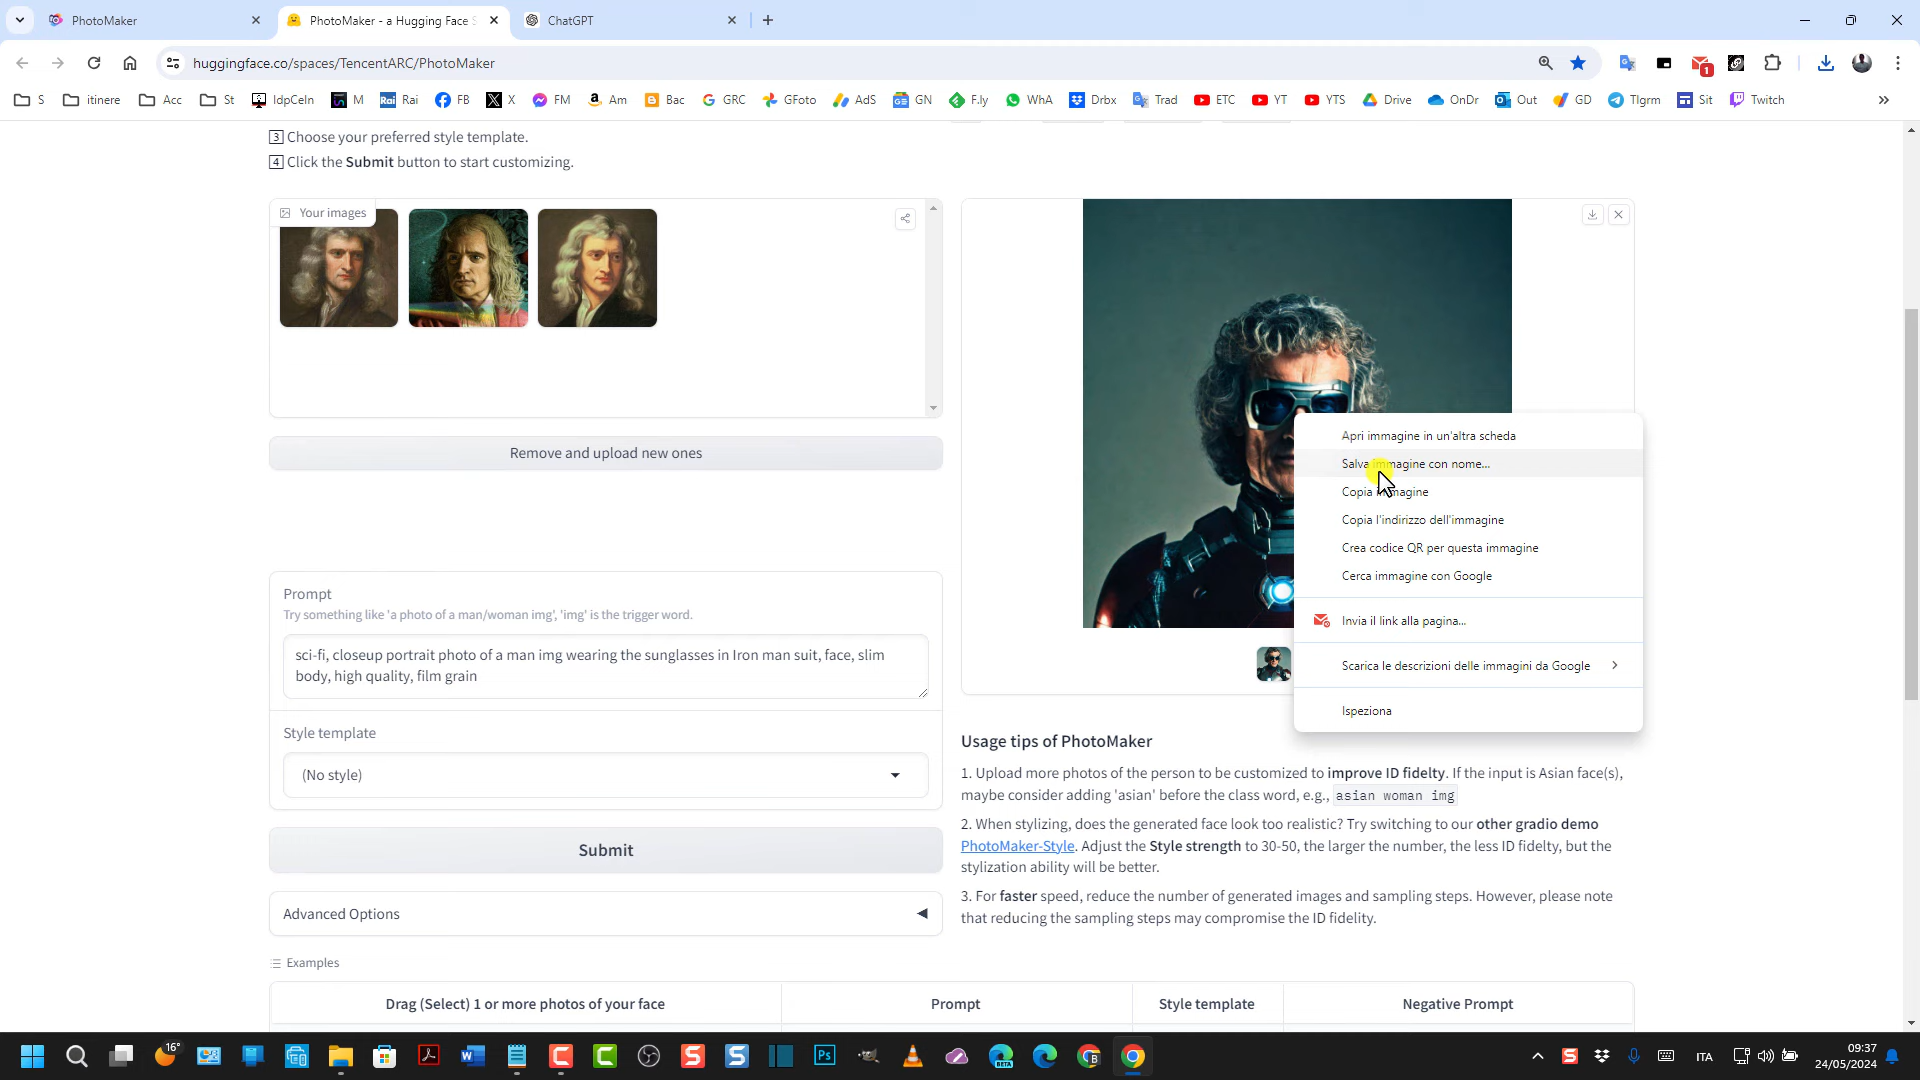 PhotoMaker
PhotoMaker - a Hugging Face S
ChatGPT
huggingface.co/spaces/TencentARC/PhotoMaker
1
S
itinere
Acc
St
IdpCeIn
M
Rai
FB
X
FM
Am
Bac
GRC
GFoto
AdS
GN
F.ly
WhA
Drbx
Trad
ETC
YT
YTS
Drive
OnDr
Out
GD
Tlgrm
Sit
Twitch
3 Choose your preferred style template.
4 Click the Submit button to start customizing.
Your images
Remove and upload new ones
Prompt
Try something like 'a photo of a man/woman img', 'img' is the trigger word.
sci-fi, closeup portrait photo of a man img wearing the sunglasses in Iron man suit, face, slim
body, high quality, film grain
Style template
(No style)
Submit
Advanced Options
Examples
Apri immagine in un'altra scheda
Salva immagine con nome...
Copia immagine
Copia l'indirizzo dell'immagine
Crea codice QR per questa immagine
Cerca immagine con Google
Invia il link alla pagina...
Scarica le descrizioni delle immagini da Google
Ispeziona
Usage tips of PhotoMaker
1. Upload more photos of the person to be customized to improve ID fidelty. If the input is Asian face(s),
maybe consider adding 'asian' before the class word, e.g., asian woman img
2. When stylizing, does the generated face look too realistic? Try switching to our other gradio demo
PhotoMaker-Style. Adjust the Style strength to 30-50, the larger the number, the less ID fidelty, but the
stylization ability will be better.
3. For faster speed, reduce the number of generated images and sampling steps. However, please note
that reducing the sampling steps may compromise the ID fidelity.
Drag (Select) 1 or more photos of your face
Prompt
Style template
Negative Prompt
16°
ITA
09:37
24/05/2024